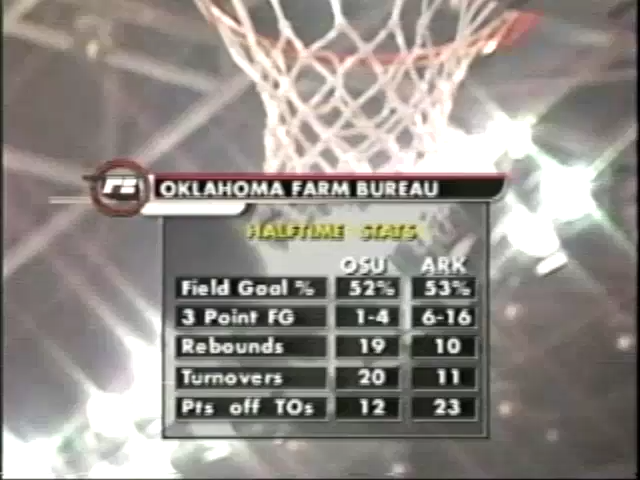 OKLAHOMA FARM BUREAU
HALFTIME STATS
OSU ARK
Field Goal % 52% 53%
3 Point FG 1-4 6-16
Rebounds 19 10
Turnovers 20 11
Pts off TOs 12 23